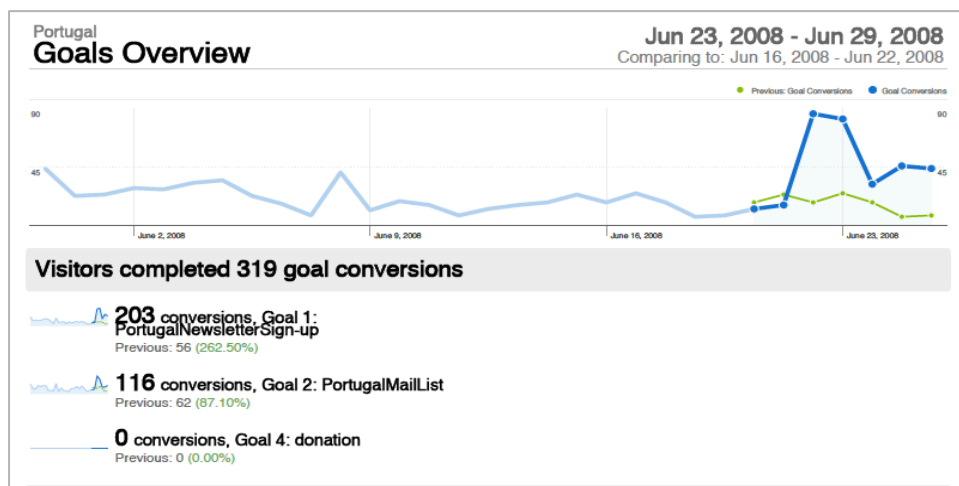 Portugal
Goals Overview
Jun 23, 2008 - Jun 29, 2008
Comparing to: Jun 16, 2008 - Jun 22, 2008
Previous: Goal Conversions
Goal Conversions
90
90
45
45
June 2, 2008
June 9, 2008
June 16, 2008
June 23, 2008
Visitors completed 319 goal conversions
203 conversions, Goal 1:
PortugalNewsletterSign-up
Previous: 56 (262.50%)
116 conversions, Goal 2: PortugalMailList
Previous: 62 (87.10%)
0 conversions, Goal 4: donation
Previous: 0 (0.00%)